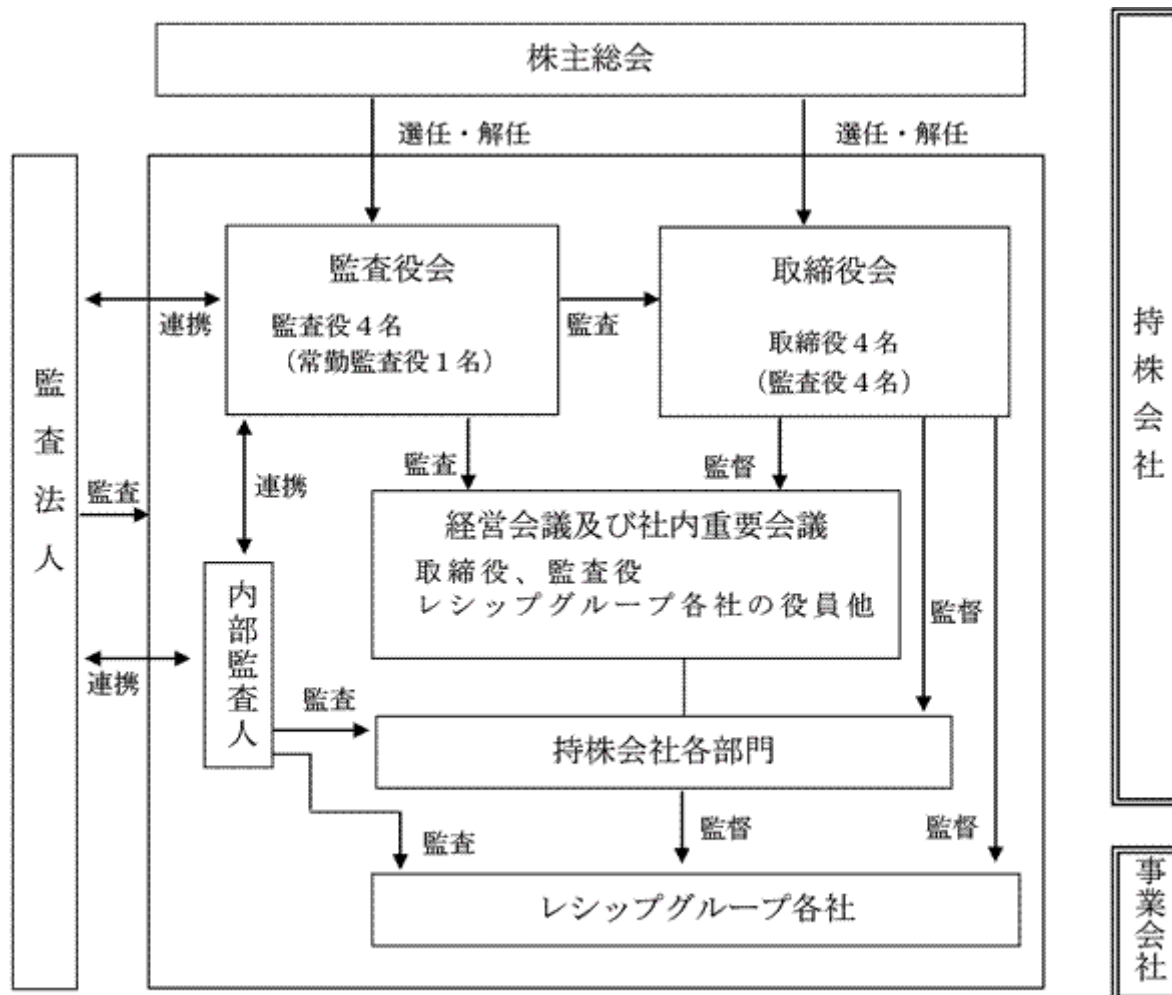 株主総会
選任・解任
選任・解任
監査役会
監査役4名
（常勤監査役1名）
取締役会
取締役4名
（監査役4名）
連携
監査
監査法人
監査
連携
監査
監督
連携
経営会議及び社内重要会議
取締役、監査役
レシップグループ各社の役員他
内部監査人
監査
監督
持株会社各部門
監査
監督
監督
レシップグループ各社
持株会社
事業会社